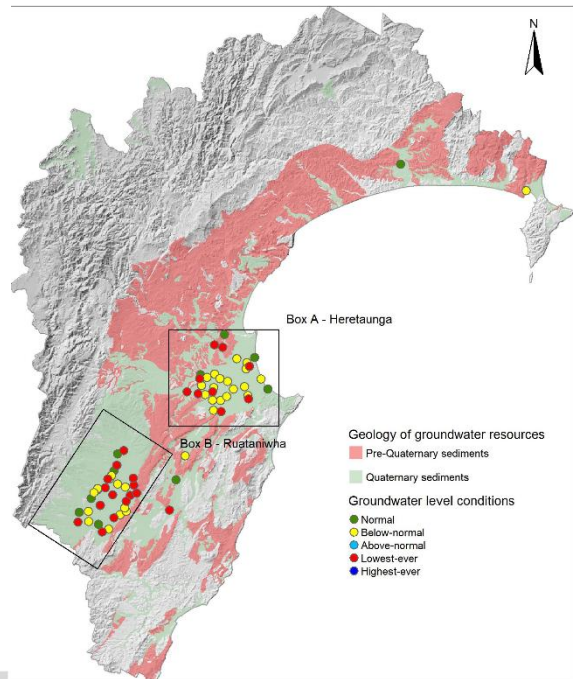 N
Box A - Heretaunga
Box B - Ruataniwha
Geology of groundwater resources
Pre-Quaternary sediments
Quaternary sediments
Groundwater level conditions
Normal
Below-normal
Above-normal
Lowest-ever
Highest-ever